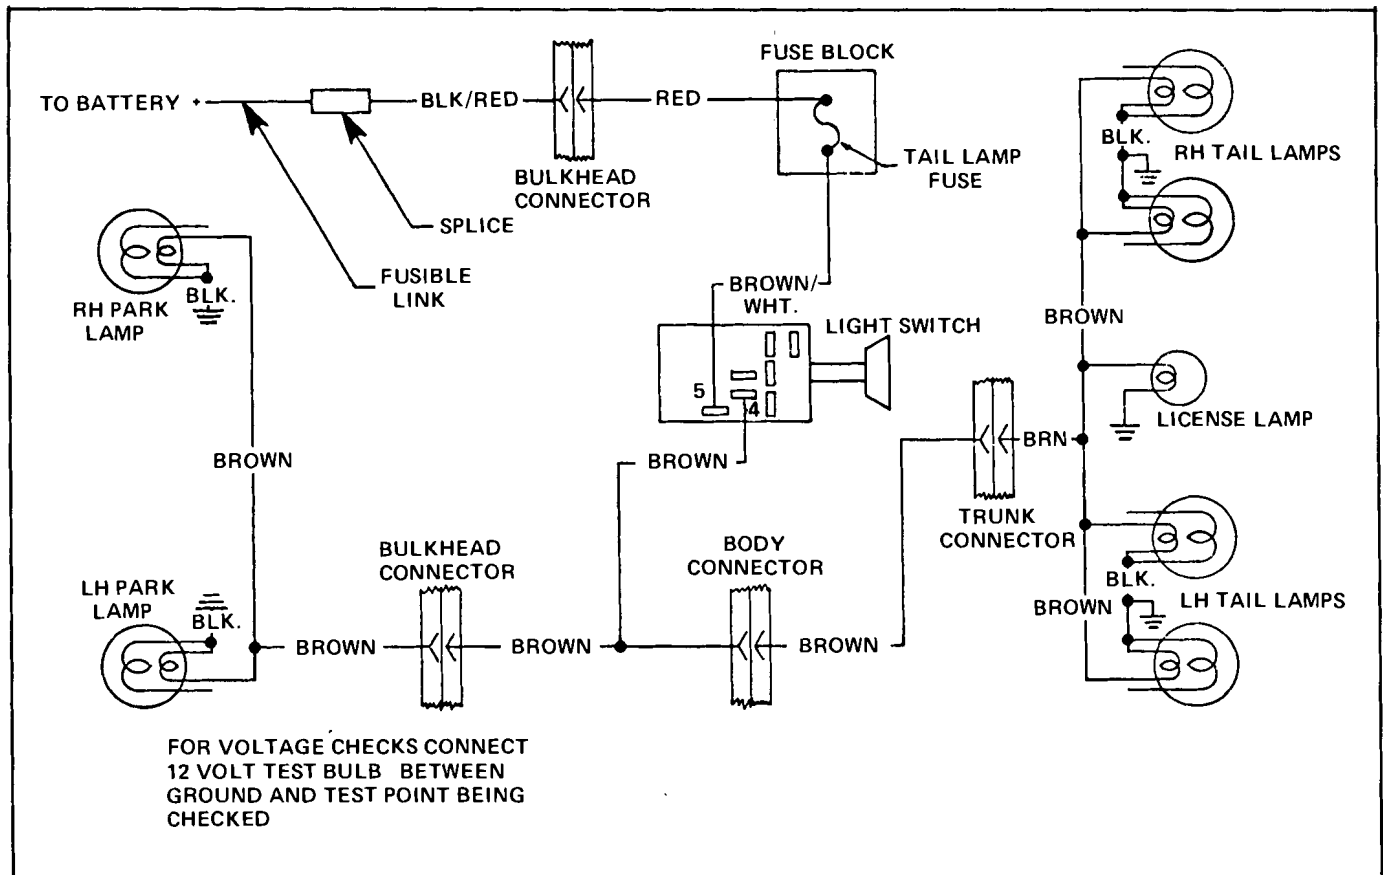 FUSE BLOCK
TO BATTERY +
BLK/RED
RED
BLK.
RH TAIL LAMPS
TAIL LAMP
FUSE
BULKHEAD
CONNECTOR
SPLICE
FUSIBLE
LINK
BLK.
RH PARK
LAMP
BROWN/
WHT.
LIGHT SWITCH
BROWN
5
4
LICENSE LAMP
BROWN
BROWN
BRN
TRUNK
CONNECTOR
BULKHEAD
CONNECTOR
BODY
CONNECTOR
LH PARK
LAMP
BLK.
BLK.
BROWN
LH TAIL LAMPS
BROWN
BROWN
BROWN
FOR VOLTAGE CHECKS CONNECT
12 VOLT TEST BULB BETWEEN
GROUND AND TEST POINT BEING
CHECKED